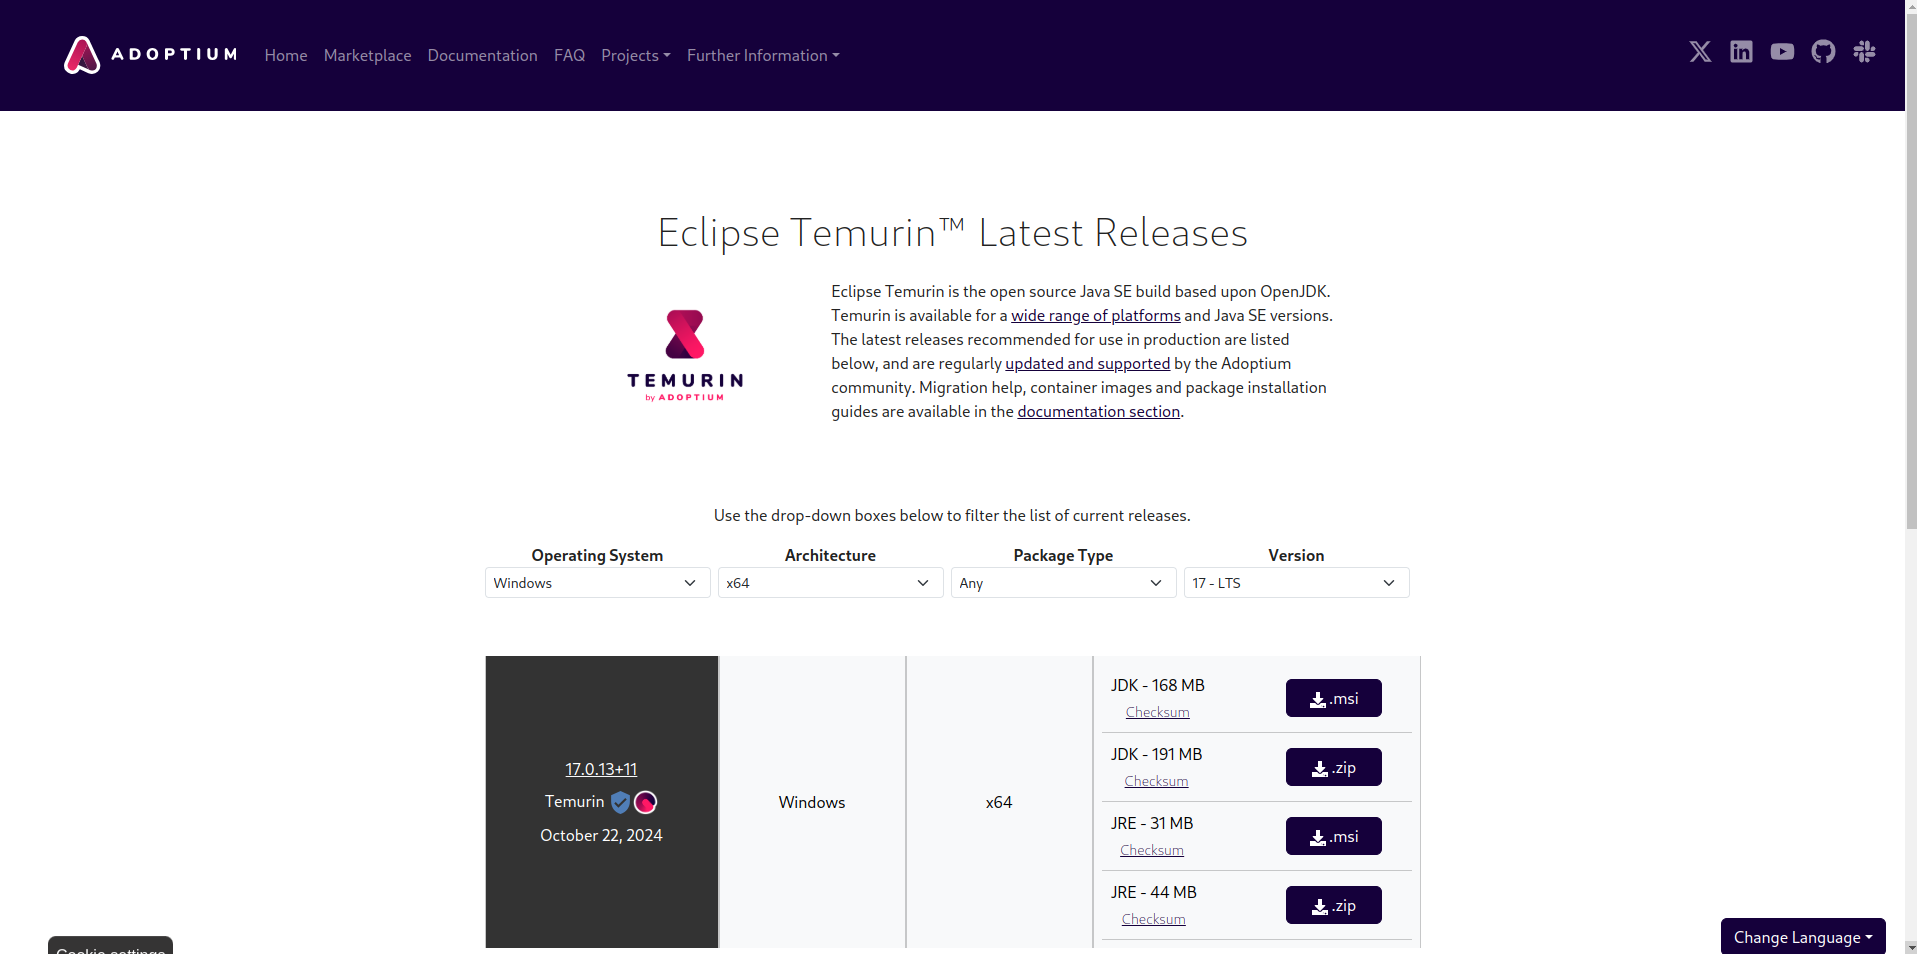 ADOPTIUM Home Marketplace Documentation FAQ Projects Further Information
Eclipse Temurin™ Latest Releases
Eclipse Temurin is the open source Java SE build based upon OpenJDK.
Temurin is available for a wide range of platforms and Java SE versions.
The latest releases recommended for use in production are listed
below, and are regularly updated and supported by the Adoptium
community. Migration help, container images and package installation
guides are available in the documentation section.
TEMURIN
by ADOPTIUM
Use the drop-down boxes below to filter the list of current releases.
Operating System Architecture Package Type Version
Windows x64 Any 17 - LTS
17.0.13+11
Temurin
October 22, 2024
Windows
x64
JDK - 168 MB .msi
Checksum
JDK - 191 MB .zip
Checksum
JRE - 31 MB .msi
Checksum
JRE - 44 MB .zip
Checksum
Cookie settings
Change Language